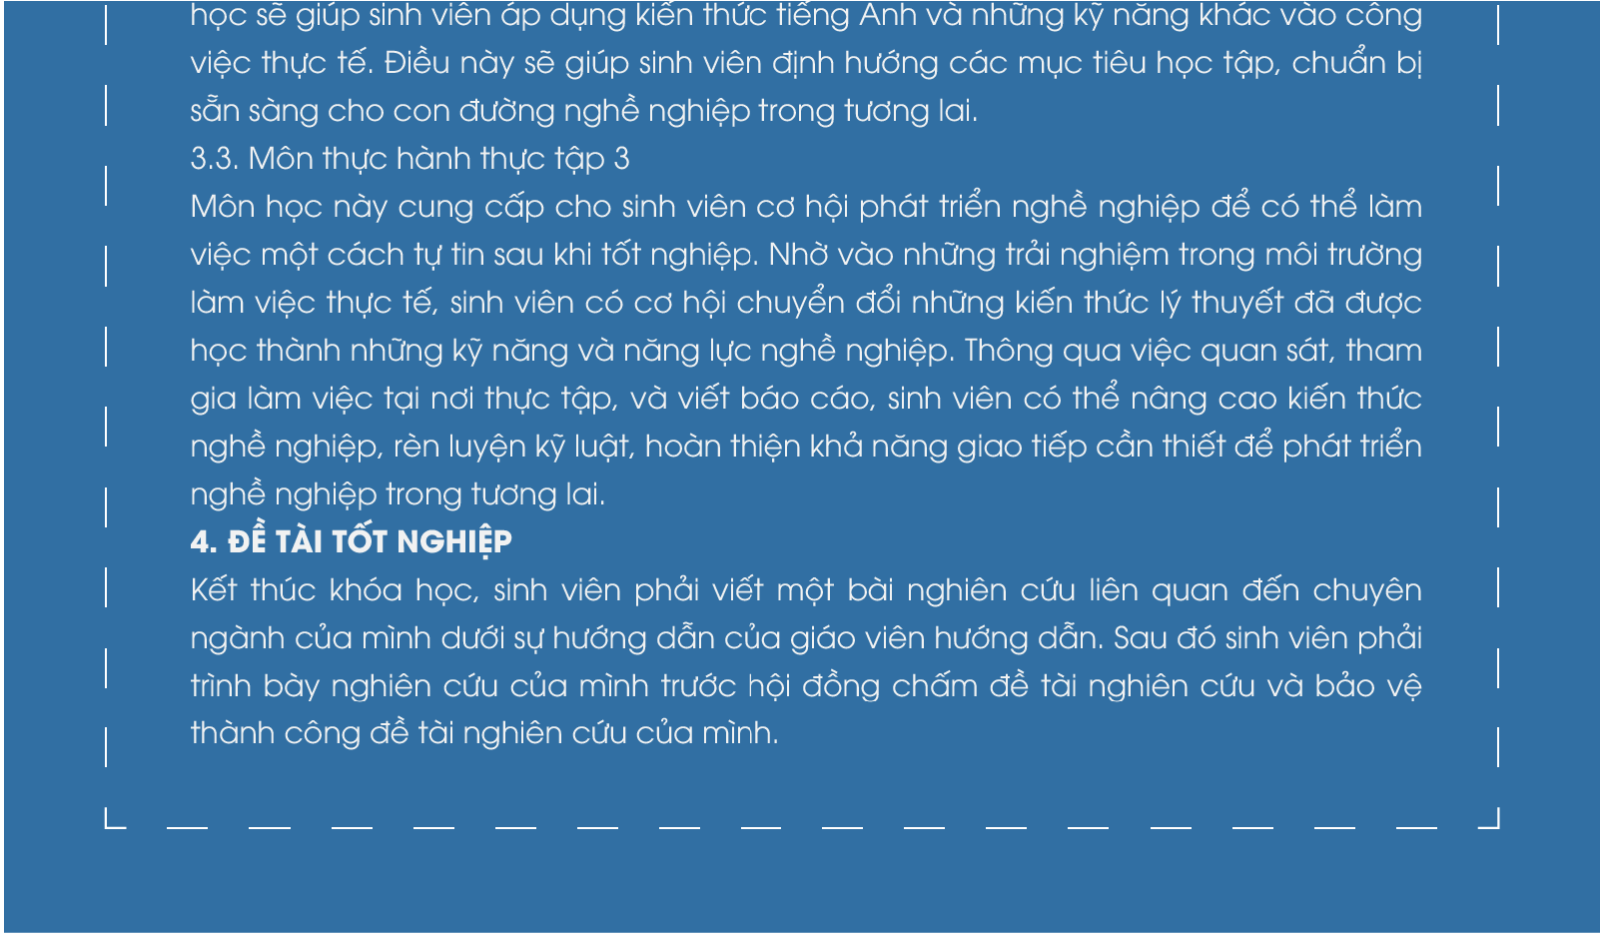 học sẽ giúp sinh viên áp dụng kiến thức tiếng Anh và những kỹ năng khác vào công
việc thực tế. Điều này sẽ giúp sinh viên định hướng các mục tiêu học tập, chuẩn bị
sẵn sàng cho con đường nghề nghiệp trong tương lai.
3.3. Môn thực hành thực tập 3
Môn học này cung cấp cho sinh viên cơ hội phát triển nghề nghiệp để có thể làm
việc một cách tự tin sau khi tốt nghiệp. Nhờ vào những trải nghiệm trong môi trường
làm việc thực tế, sinh viên có cơ hội chuyển đổi những kiến thức lý thuyết đã được
học thành những kỹ năng và năng lực nghề nghiệp. Thông qua việc quan sát, tham
gia làm việc tại nơi thực tập, và viết báo cáo, sinh viên có thể nâng cao kiến thức
nghề nghiệp, rèn luyện kỹ luật, hoàn thiện khả năng giao tiếp cần thiết để phát triển
nghề nghiệp trong tương lai.
4. ĐỀ TÀI TỐT NGHIỆP
Kết thúc khóa học, sinh viên phải viết một bài nghiên cứu liên quan đến chuyên
ngành của mình dưới sự hướng dẫn của giáo viên hướng dẫn. Sau đó sinh viên phải
trình bày nghiên cứu của mình trước hội đồng chấm đề tài nghiên cứu và bảo vệ
thành công đề tài nghiên cứu của mình.